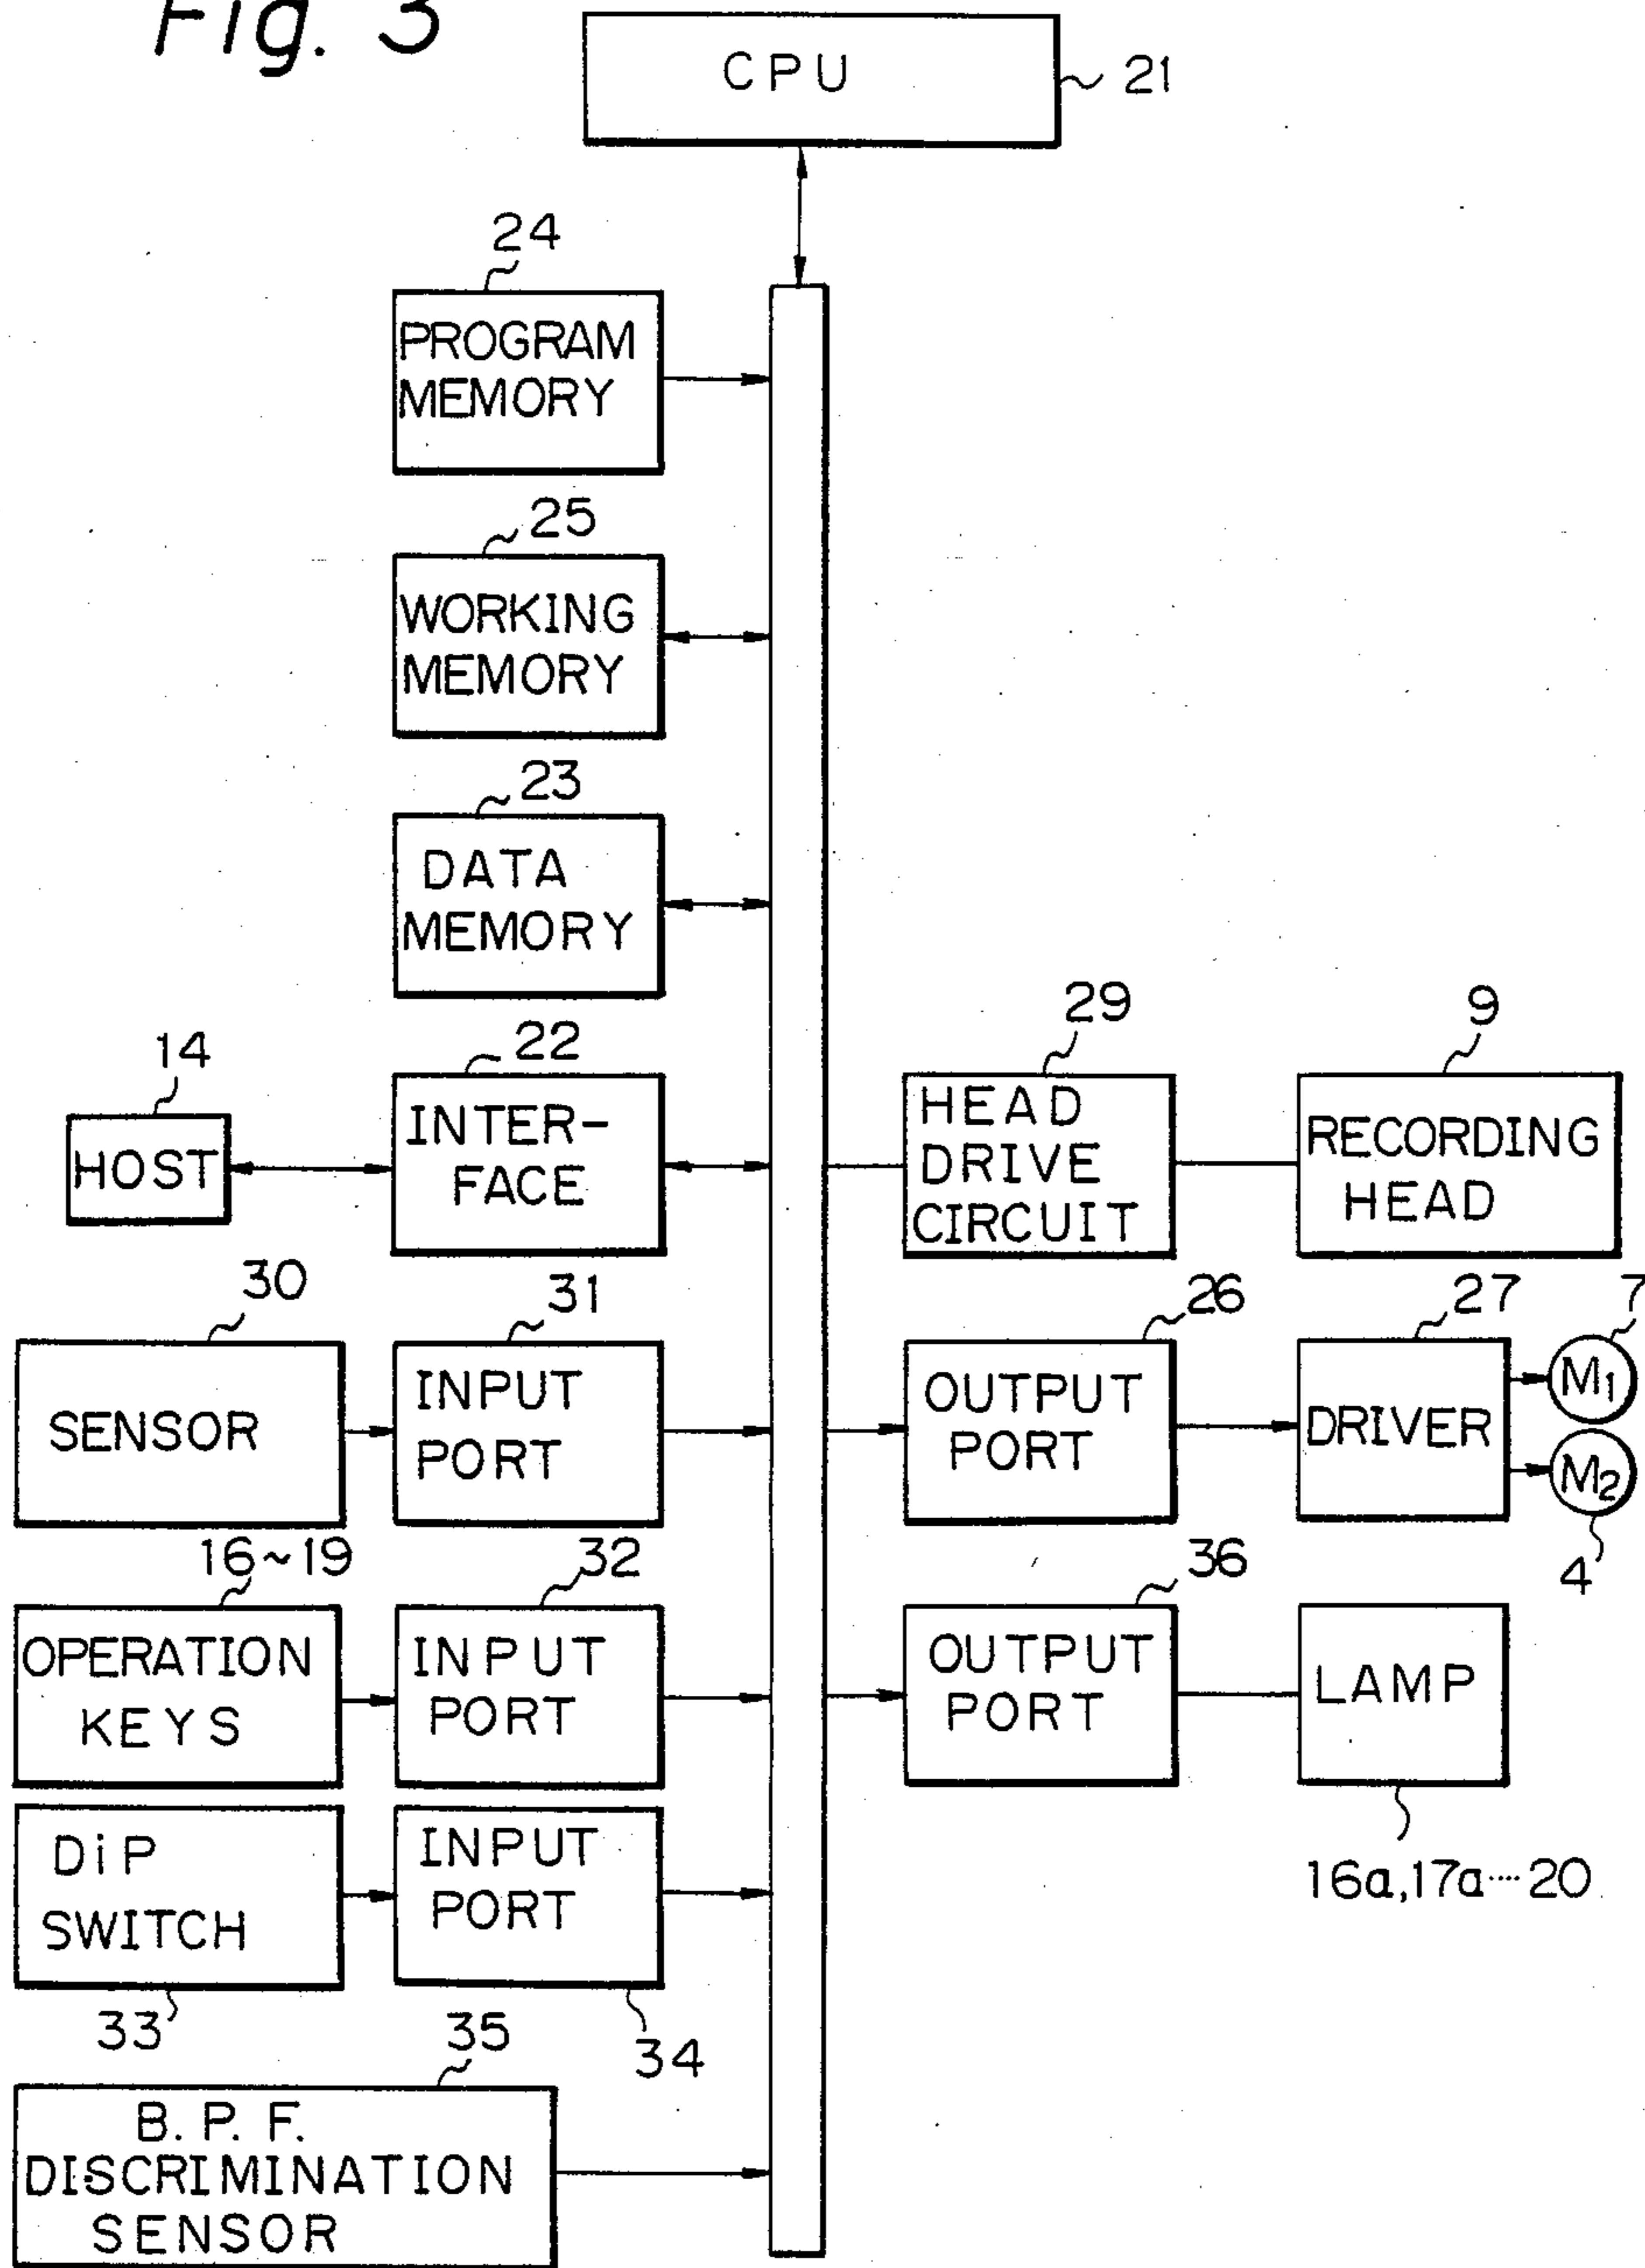 Fig. 3
CPU
21
24
PROGRAM
MEMORY
25
WORKING
MEMORY
23
DATA
MEMORY
14
HOST
22
INTER-
FACE
29
HEAD
DRIVE
CIRCUIT
9
RECORDING
HEAD
30
SENSOR
31
INPUT
PORT
26
OUTPUT
PORT
27
DRIVER
7
M1
M2
4
16~19
OPERATION
KEYS
32
INPUT
PORT
36
OUTPUT
PORT
LAMP
16a,17a····20
DiP
SWITCH
33
INPUT
PORT
34
35
B. P. F.
DISCRIMINATION
SENSOR